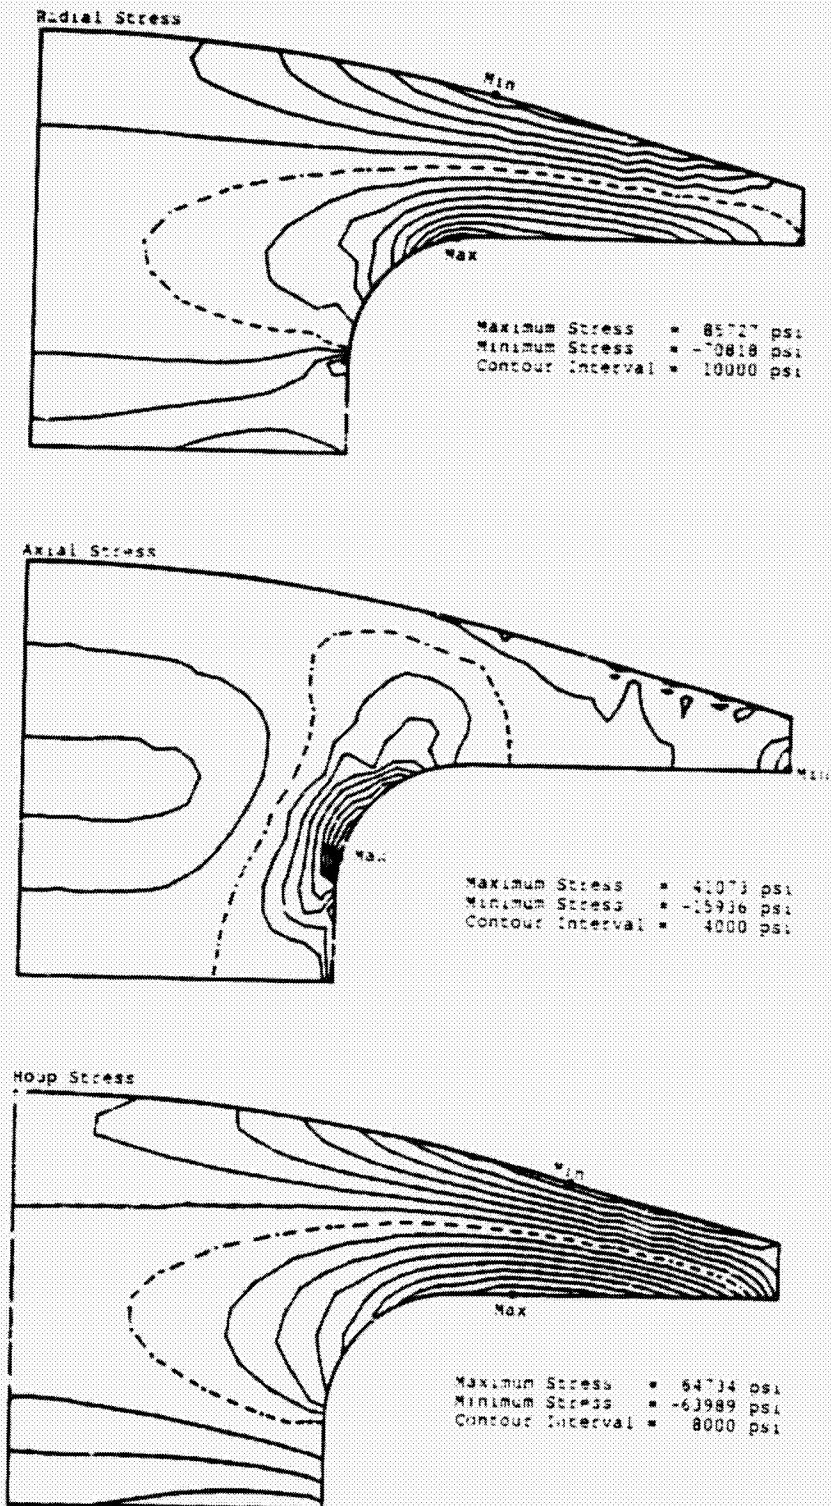 Radial Stress
Min
Max
Maximum Stress = 85727 psi
Minimum Stress = -70818 psi
Contour Interval = 10000 psi
Axial Stress
Min
Max
Maximum Stress = 41073 psi
Minimum Stress = -15936 psi
Contour Interval = 4000 psi
Hoop Stress
Min
Max
Maximum Stress = 64734 psi
Minimum Stress = -63989 psi
Contour Interval = 8000 psi